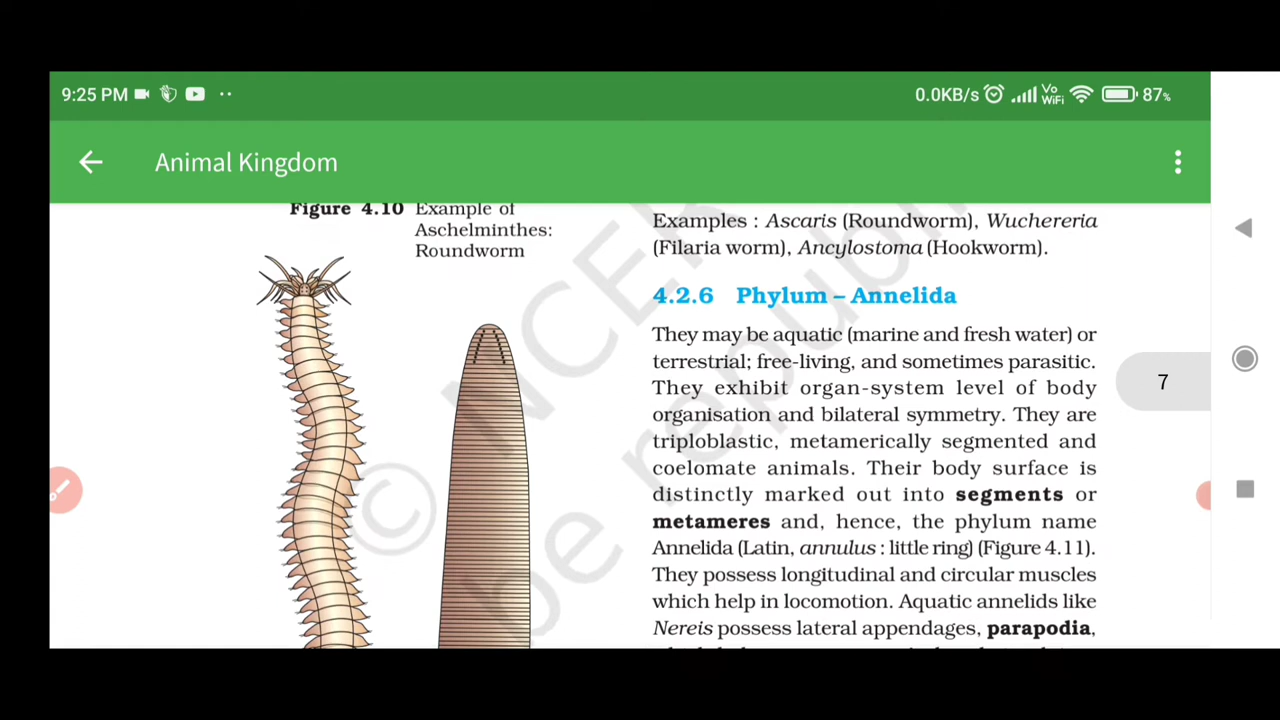 9:25 PM
0.0KB/s Vo WiFi 87%
Animal Kingdom
Figure 4.10 Example of
Aschelminthes:
Roundworm
Examples : Ascaris (Roundworm), Wuchereria
(Filaria worm), Ancylostoma (Hookworm).
4.2.6 Phylum – Annelida
They may be aquatic (marine and fresh water) or
terrestrial; free-living, and sometimes parasitic.
They exhibit organ-system level of body
organisation and bilateral symmetry. They are
triploblastic, metamerically segmented and
coelomate animals. Their body surface is
distinctly marked out into segments or
metameres and, hence, the phylum name
Annelida (Latin, annulus : little ring) (Figure 4.11).
They possess longitudinal and circular muscles
which help in locomotion. Aquatic annelids like
Nereis possess lateral appendages, parapodia,
7
© NCER
be republi